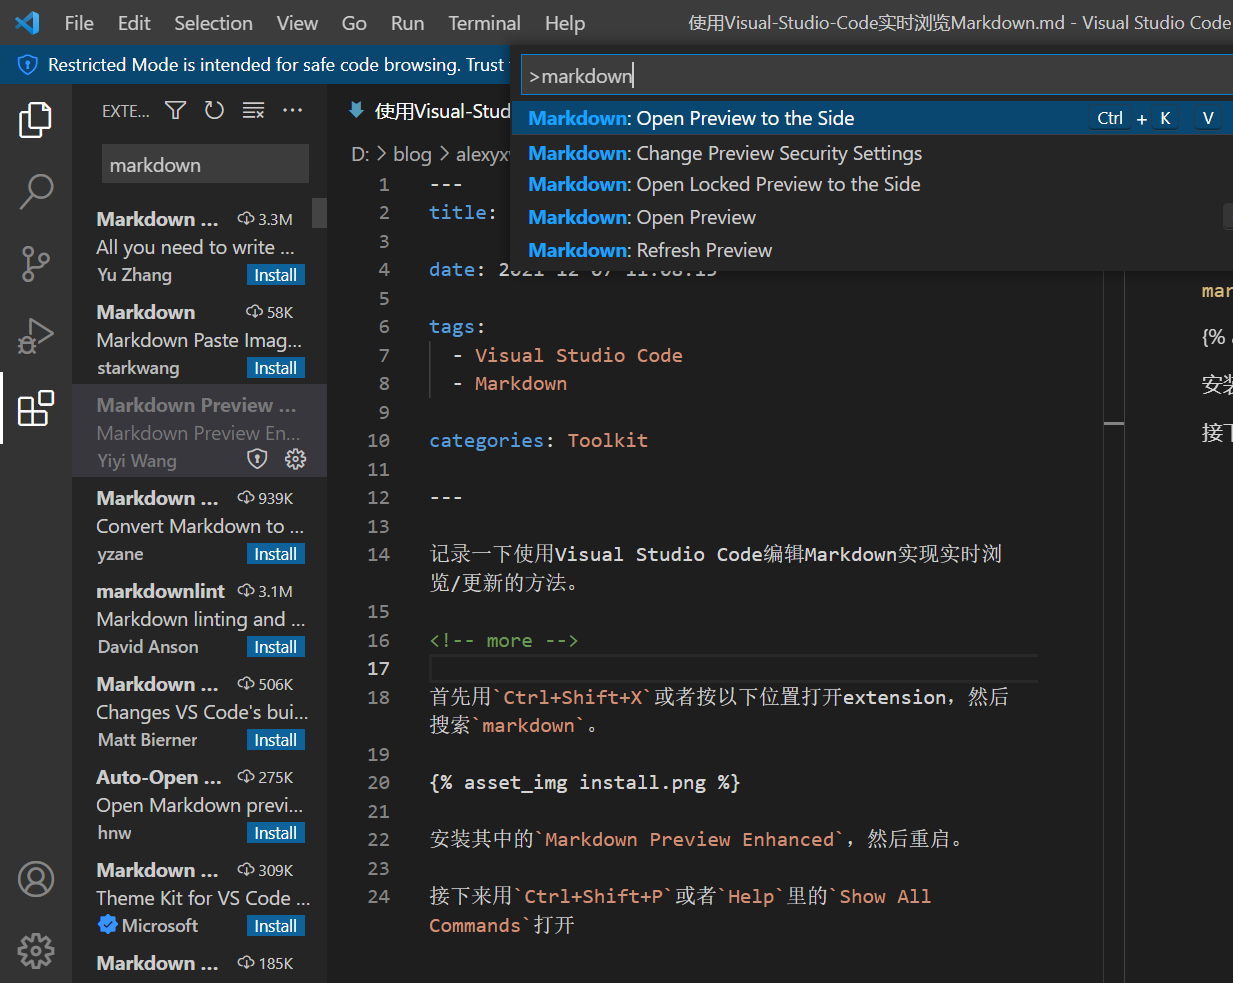 File Edit Selection View Go Run Terminal Help 使用Visual-Studio-Code实时浏览Markdown.md - Visual Studio Code
Restricted Mode is intended for safe code browsing. Trust
>markdown
Markdown: Open Preview to the Side Ctrl + K V
Markdown: Change Preview Security Settings
Markdown: Open Locked Preview to the Side
Markdown: Open Preview
Markdown: Refresh Preview
EXTE...
markdown
Markdown ... 3.3M
All you need to write ...
Yu Zhang Install
Markdown 58K
Markdown Paste Imag...
starkwang Install
Markdown Preview ...
Markdown Preview En...
Yiyi Wang
Markdown ... 939K
Convert Markdown to ...
yzane Install
markdownlint 3.1M
Markdown linting and ...
David Anson Install
Markdown ... 506K
Changes VS Code's bui...
Matt Bierner Install
Auto-Open ... 275K
Open Markdown previ...
hnw Install
Markdown ... 309K
Theme Kit for VS Code ...
Microsoft Install
Markdown ... 185K
使用Visual-Stud
D: > blog > alexyx
1 ---
2 title:
3
4 date: 2021-12-07 11:08:15
5
6 tags:
7 - Visual Studio Code
8 - Markdown
9
10 categories: Toolkit
11
12 ---
13
14 记录一下使用Visual Studio Code编辑Markdown实现实时浏
览/更新的方法。
15
16 <!-- more -->
17
18 首先用`Ctrl+Shift+X`或者按以下位置打开extension，然后
搜索`markdown`。
19
20 {% asset_img install.png %}
21
22 安装其中的`Markdown Preview Enhanced`，然后重启。
23
24 接下来用`Ctrl+Shift+P`或者`Help`里的`Show All
Commands`打开
mar
{%
安装
接下